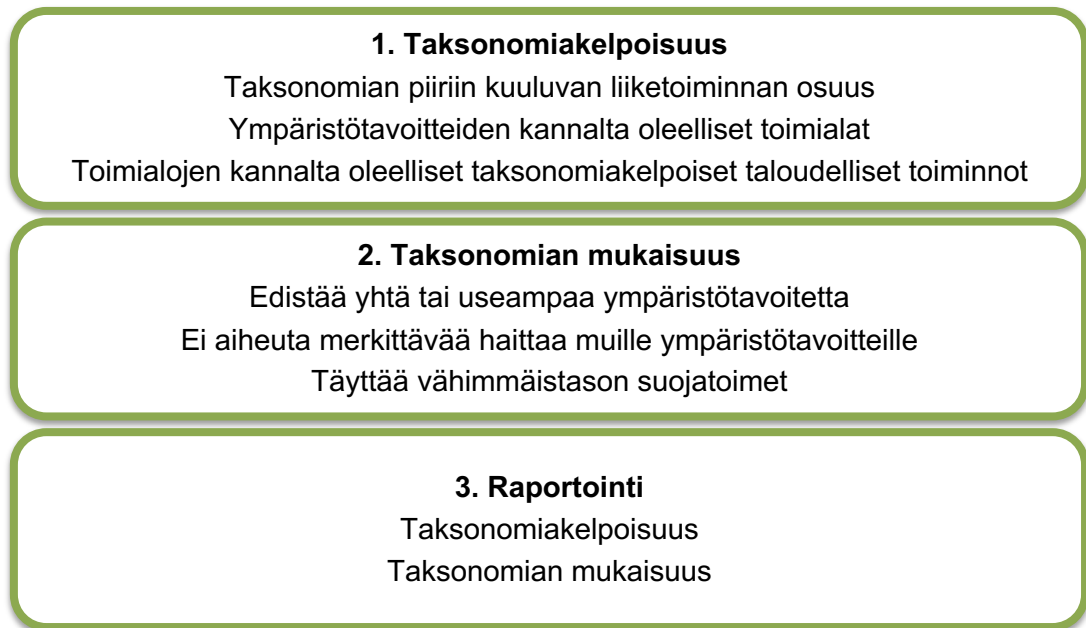 1. Taksonomiakelpoisuus
Taksonomian piiriin kuuluvan liiketoiminnan osuus
Ympäristötavoitteiden kannalta oleelliset toimialat
Toimialojen kannalta oleelliset taksonomiakelpoiset taloudelliset toiminnot
2. Taksonomian mukaisuus
Edistää yhtä tai useampaa ympäristötavoitetta
Ei aiheuta merkittävää haittaa muille ympäristötavoitteille
Täyttää vähimmäistason suojatoimet
3. Raportointi
Taksonomiakelpoisuus
Taksonomian mukaisuus